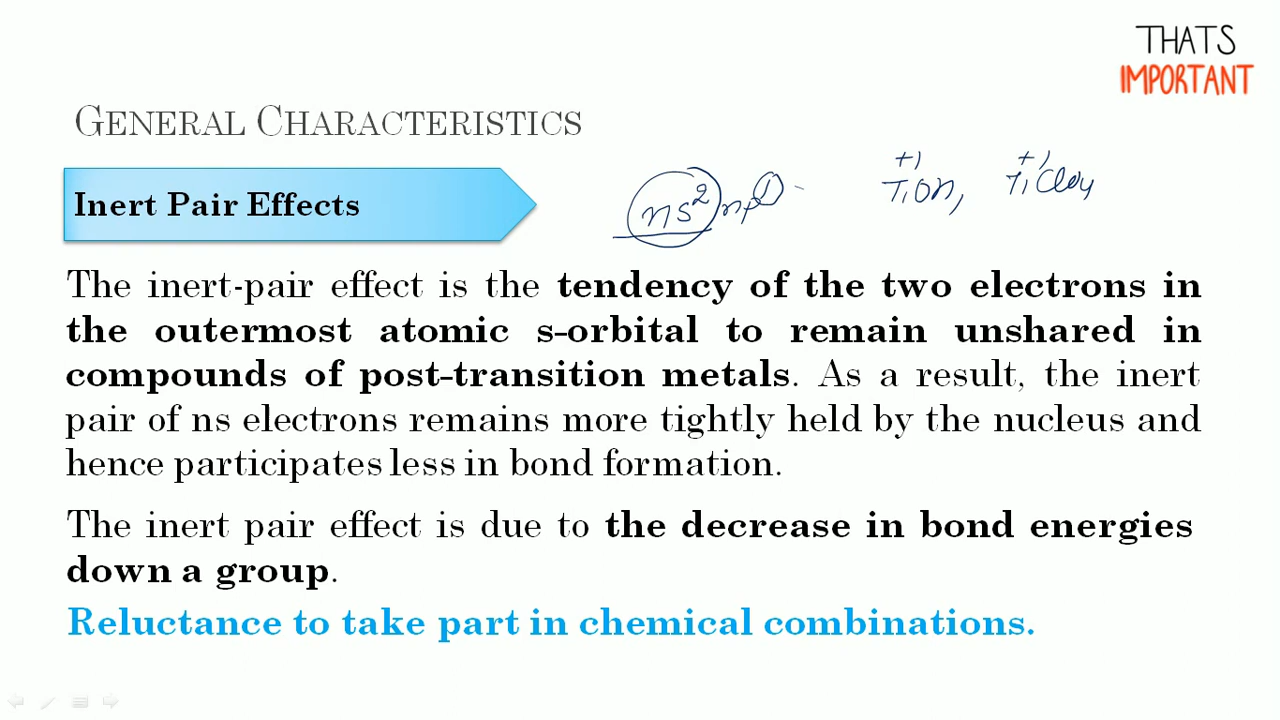 THATS
IMPORTANT
GENERAL CHARACTERISTICS
Inert Pair Effects
ns² np¹
+1 +1
TlOH, TlClO₄
The inert-pair effect is the tendency of the two electrons in
the outermost atomic s-orbital to remain unshared in
compounds of post-transition metals. As a result, the inert
pair of ns electrons remains more tightly held by the nucleus and
hence participates less in bond formation.
The inert pair effect is due to the decrease in bond energies
down a group.
Reluctance to take part in chemical combinations.